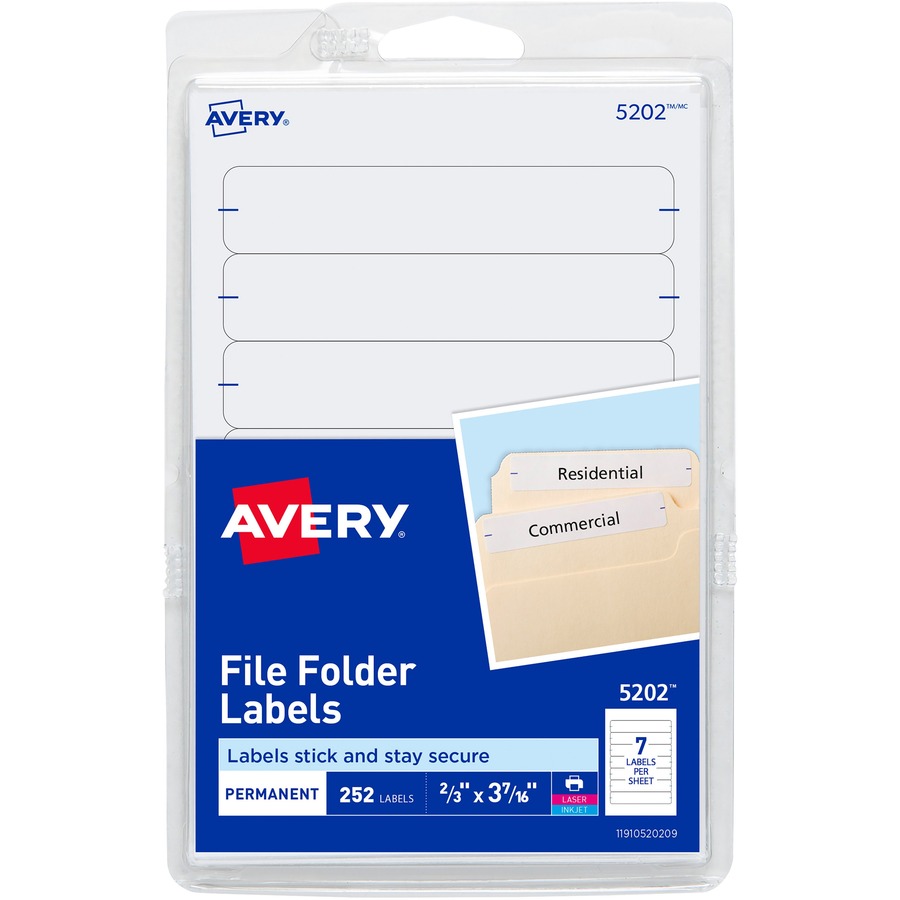 AVERY®
5202™/MC
Residential
Commercial
AVERY®
File Folder
Labels
5202™
Labels stick and stay secure
7
LABELS
PER
SHEET
PERMANENT
252 LABELS
2/3" x 3 7/16"
LASER
INKJET
11910520209